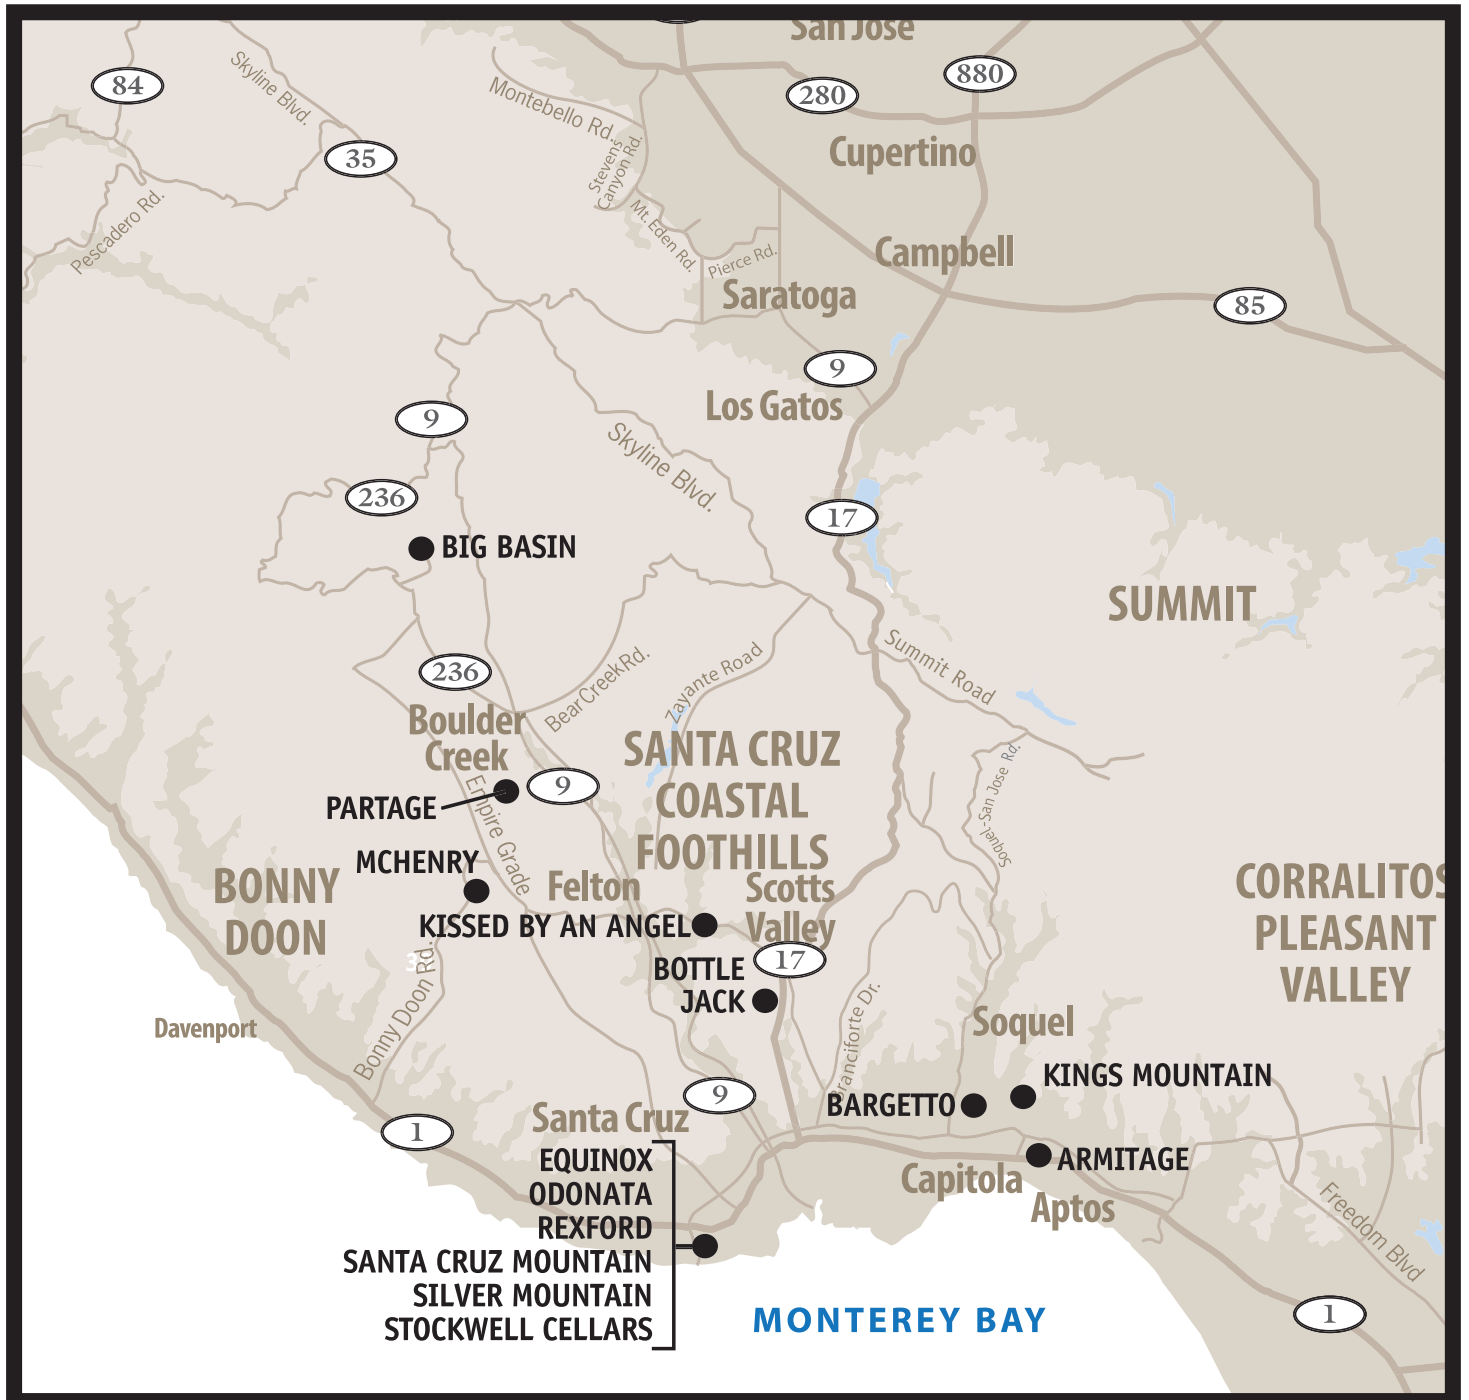 San Jose
84
Skyline Blvd.
880
280
Montebello Rd.
35
Cupertino
Stevens
Canyon Rd.
Pescadero Rd.
Mt. Eden Rd.
Campbell
Pierce Rd.
Saratoga
85
9
Los Gatos
9
Skyline Blvd.
236
17
BIG BASIN
SUMMIT
236
Bear Creek Rd.
Zayante Road
Summit Road
Boulder
Creek
SANTA CRUZ
COASTAL
FOOTHILLS
9
PARTAGE
Empire Grade
Soquel-San Jose Rd.
MCHENRY
BONNY
DOON
Felton
Scotts
Valley
CORRALITOS
PLEASANT
VALLEY
KISSED BY AN ANGEL
17
BOTTLE
JACK
3
Bonny Doon Rd.
Davenport
Branciforte Dr.
Soquel
KINGS MOUNTAIN
9
BARGETTO
Santa Cruz
1
ARMITAGE
Capitola
Aptos
EQUINOX
ODONATA
REXFORD
SANTA CRUZ MOUNTAIN
SILVER MOUNTAIN
STOCKWELL CELLARS
Freedom Blvd
MONTEREY BAY
1